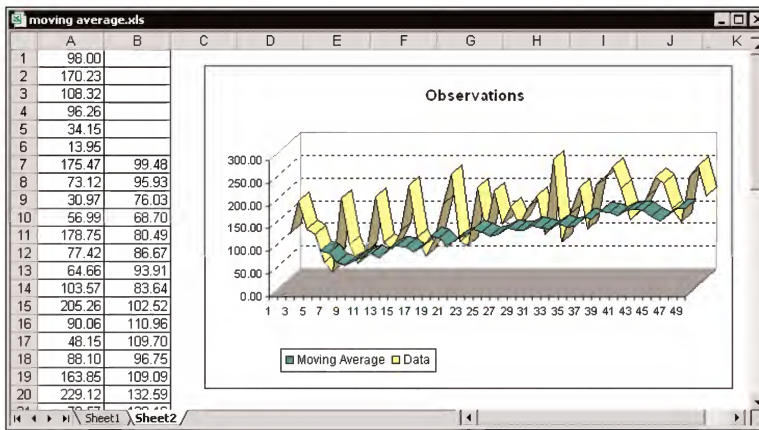 moving average.xls
A B C D E F G H I J K
1 98.00
2 170.23
3 108.32
4 96.26
5 34.15
6 13.95
7 175.47 99.48
8 73.12 95.93
9 30.97 76.03
10 56.99 68.70
11 178.75 80.49
12 77.42 86.67
13 64.66 93.91
14 103.57 83.64
15 205.26 102.52
16 90.06 110.96
17 48.15 109.70
18 88.10 96.75
19 163.85 109.09
20 229.12 132.59
Observations
300.00
250.00
200.00
150.00
100.00
50.00
0.00
1 3 5 7 9 11 13 15 17 19 21 23 25 27 29 31 33 35 37 39 41 43 45 47 49
Moving Average Data
Sheet1 Sheet2